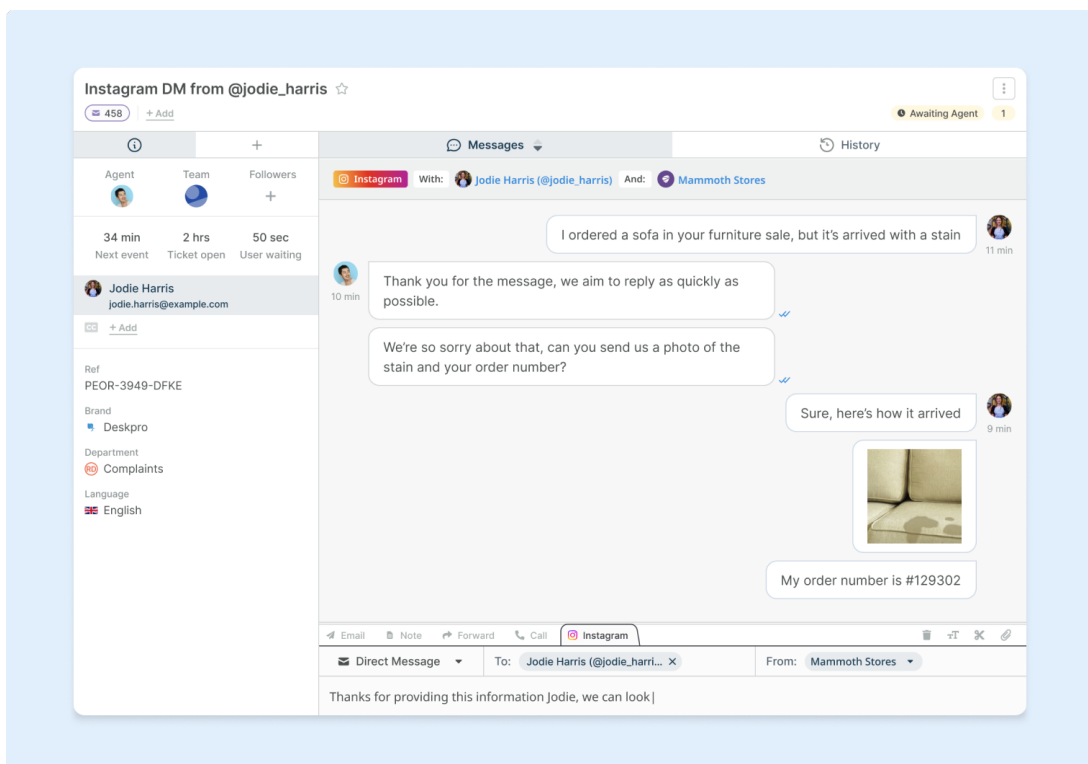 Instagram DM from @jodie_harris
458
+ Add
Awaiting Agent
1
+
Messages
History
Agent
Team
Followers
+
34 min
2 hrs
50 sec
Next event
Ticket open
User waiting
Jodie Harris
jodie.harris@example.com
CC
+ Add
Ref
PEOR-3949-DFKE
Brand
Deskpro
Department
RD Complaints
Language
English
Instagram
With:
Jodie Harris (@jodie_harris)
And:
Mammoth Stores
I ordered a sofa in your furniture sale, but it’s arrived with a stain
11 min
Thank you for the message, we aim to reply as quickly as
possible.
10 min
We’re so sorry about that, can you send us a photo of the
stain and your order number?
Sure, here’s how it arrived
9 min
My order number is #129302
Email
Note
Forward
Call
Instagram
тT
Direct Message
To:
Jodie Harris (@jodie_harri... ×
From:
Mammoth Stores
Thanks for providing this information Jodie, we can look|